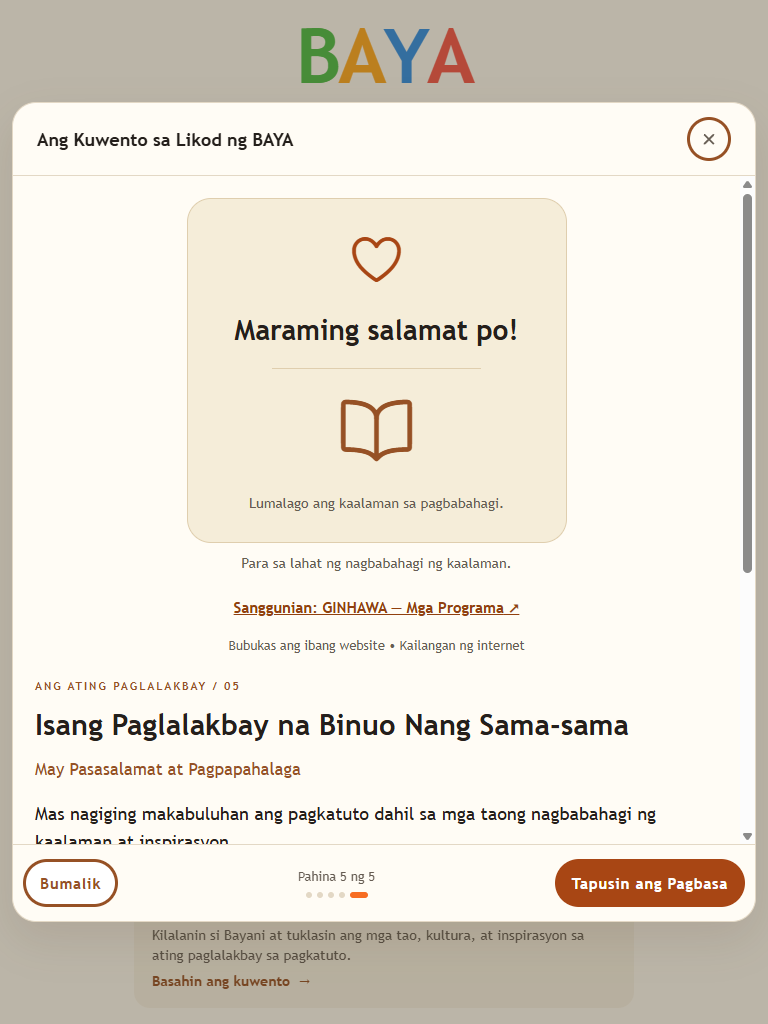 BAYA
Ang Kuwento sa Likod ng BAYA
Maraming salamat po!
Lumalago ang kaalaman sa pagbabahagi.
Para sa lahat ng nagbabahagi ng kaalaman.
Sanggunian: GINHAWA — Mga Programa ↗
Bubukas ang ibang website • Kailangan ng internet
ANG ATING PAGLALAKBAY / 05
Isang Paglalakbay na Binuo Nang Sama-sama
May Pasasalamat at Pagpapahalaga
Mas nagiging makabuluhan ang pagkatuto dahil sa mga taong nagbabahagi ng
kaalaman at inspirasyon.
Bumalik
Pahina 5 ng 5
Tapusin ang Pagbasa
Kilalanin si Bayani at tuklasin ang mga tao, kultura, at inspirasyon sa
ating paglalakbay sa pagkatuto.
Basahin ang kuwento →